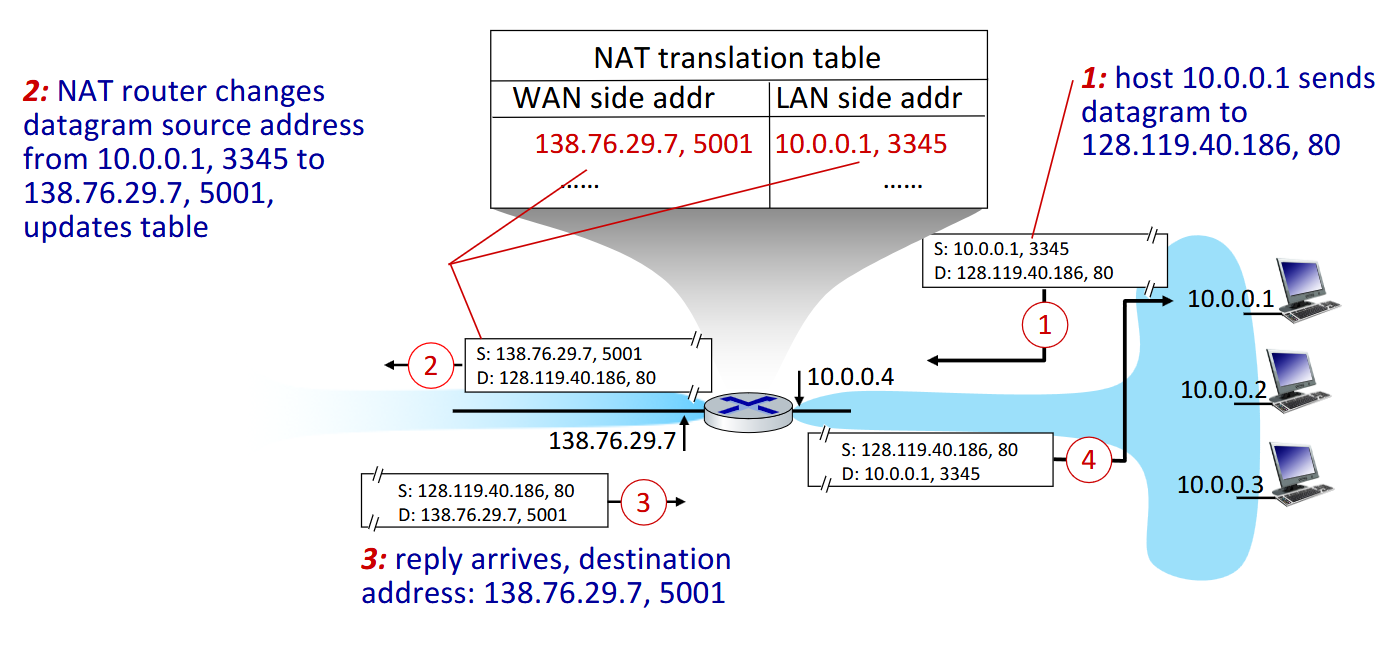 NAT translation table
WAN side addr
LAN side addr
138.76.29.7, 5001
10.0.0.1, 3345
......
......
2: NAT router changes
datagram source address
from 10.0.0.1, 3345 to
138.76.29.7, 5001,
updates table
1: host 10.0.0.1 sends
datagram to
128.119.40.186, 80
S: 10.0.0.1, 3345
D: 128.119.40.186, 80
1
10.0.0.1
S: 138.76.29.7, 5001
D: 128.119.40.186, 80
2
10.0.0.4
10.0.0.2
138.76.29.7
S: 128.119.40.186, 80
D: 10.0.0.1, 3345
4
10.0.0.3
S: 128.119.40.186, 80
D: 138.76.29.7, 5001
3
3: reply arrives, destination
address: 138.76.29.7, 5001